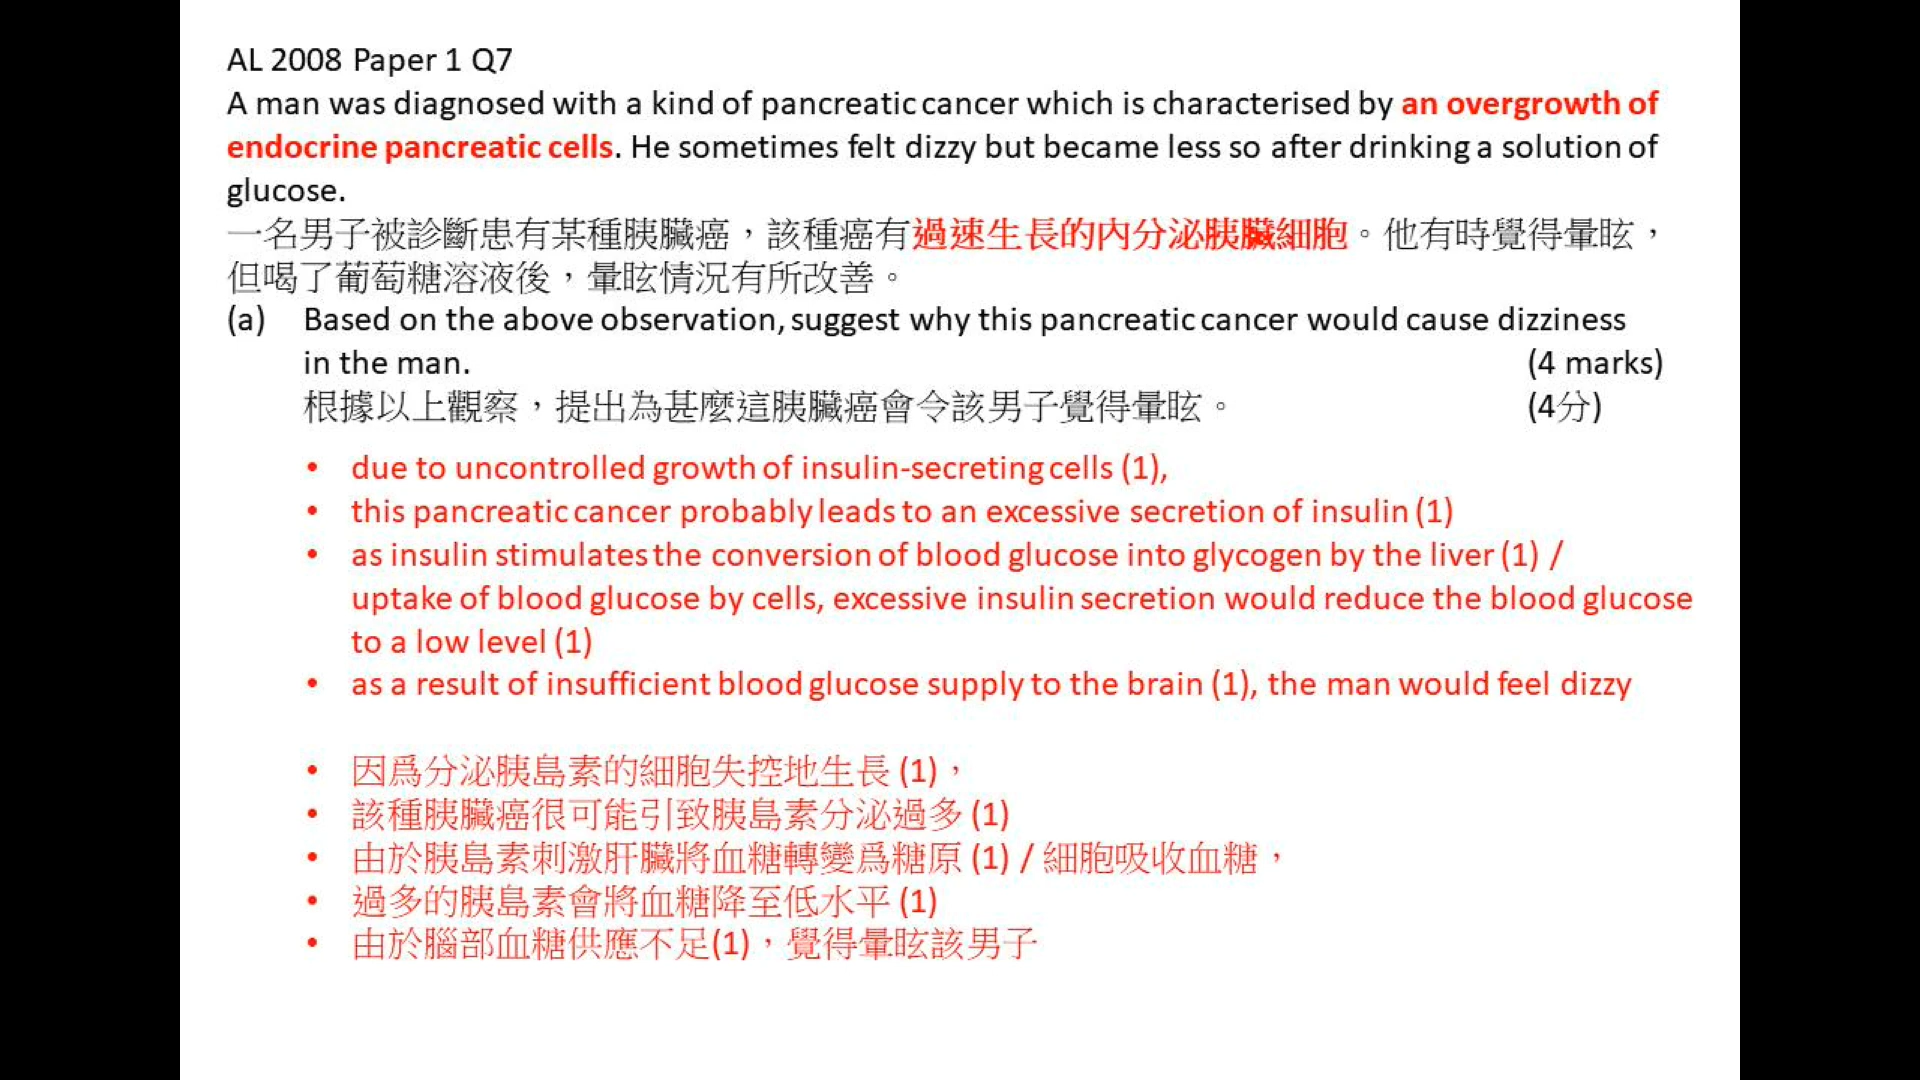 AL 2008 Paper 1 Q7
A man was diagnosed with a kind of pancreatic cancer which is characterised by an overgrowth of
endocrine pancreatic cells. He sometimes felt dizzy but became less so after drinking a solution of
glucose.
一名男子被診斷患有某種胰臟癌，該種癌有過速生長的內分泌胰臟細胞。他有時覺得暈眩，
但喝了葡萄糖溶液後，暈眩情況有所改善。
(a) Based on the above observation, suggest why this pancreatic cancer would cause dizziness
in the man. (4 marks)
根據以上觀察，提出為甚麼這胰臟癌會令該男子覺得暈眩。 (4分)
• due to uncontrolled growth of insulin-secreting cells (1),
• this pancreatic cancer probably leads to an excessive secretion of insulin (1)
• as insulin stimulates the conversion of blood glucose into glycogen by the liver (1) /
uptake of blood glucose by cells, excessive insulin secretion would reduce the blood glucose
to a low level (1)
• as a result of insufficient blood glucose supply to the brain (1), the man would feel dizzy
• 因爲分泌胰島素的細胞失控地生長 (1)，
• 該種胰臟癌很可能引致胰島素分泌過多 (1)
• 由於胰島素刺激肝臟將血糖轉變爲糖原 (1) / 細胞吸收血糖，
• 過多的胰島素會將血糖降至低水平 (1)
• 由於腦部血糖供應不足(1)，覺得暈眩該男子